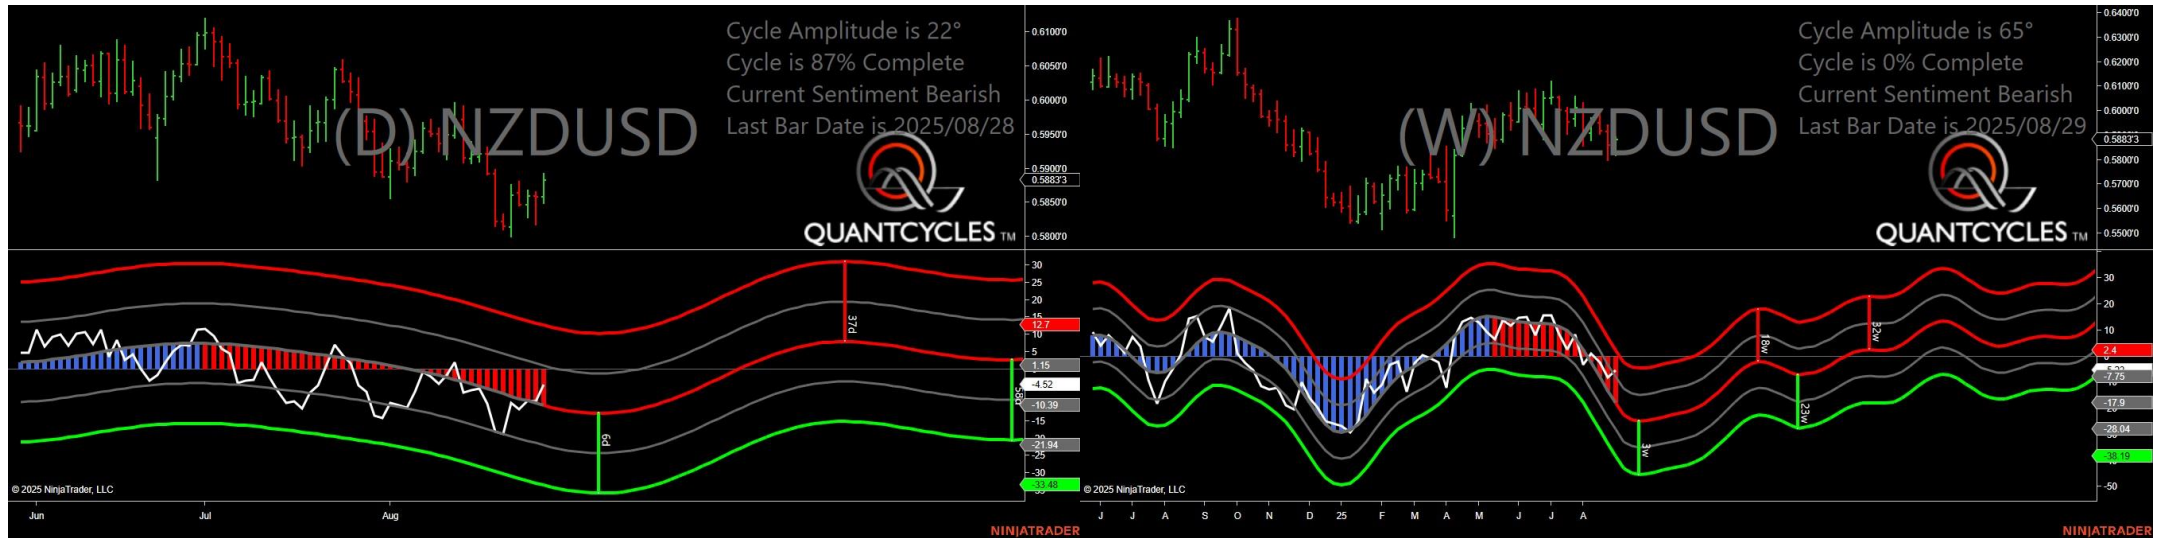 Cycle Amplitude is 22°
Cycle is 87% Complete
Current Sentiment Bearish
Last Bar Date is 2025/08/28
(D) NZDUSD
QUANTCYCLES TM
0.6100'0
0.6050'0
0.6000'0
0.5950'0
0.5900'0
0.5883'3
0.5850'0
0.5800'0
30
25
20
15
12.7
10
5
1.15
-4.52
-10.39
-15
-21.94
-25
-30
-33.48
37d
6d
58d
© 2025 NinjaTrader, LLC
Jun
Jul
Aug
NINJATRADER
Cycle Amplitude is 65°
Cycle is 0% Complete
Current Sentiment Bearish
Last Bar Date is 2025/08/29
(W) NZDUSD
QUANTCYCLES TM
0.6400'0
0.6300'0
0.6200'0
0.6100'0
0.6000'0
0.5883'3
0.5800'0
0.5700'0
0.5600'0
0.5500'0
30
20
10
2.4
-7.75
-17.9
-28.04
-38.19
-50
18w
32w
23w
3w
© 2025 NinjaTrader, LLC
J
J
A
S
O
N
D
25
F
M
A
M
J
J
A
NINJATRADER